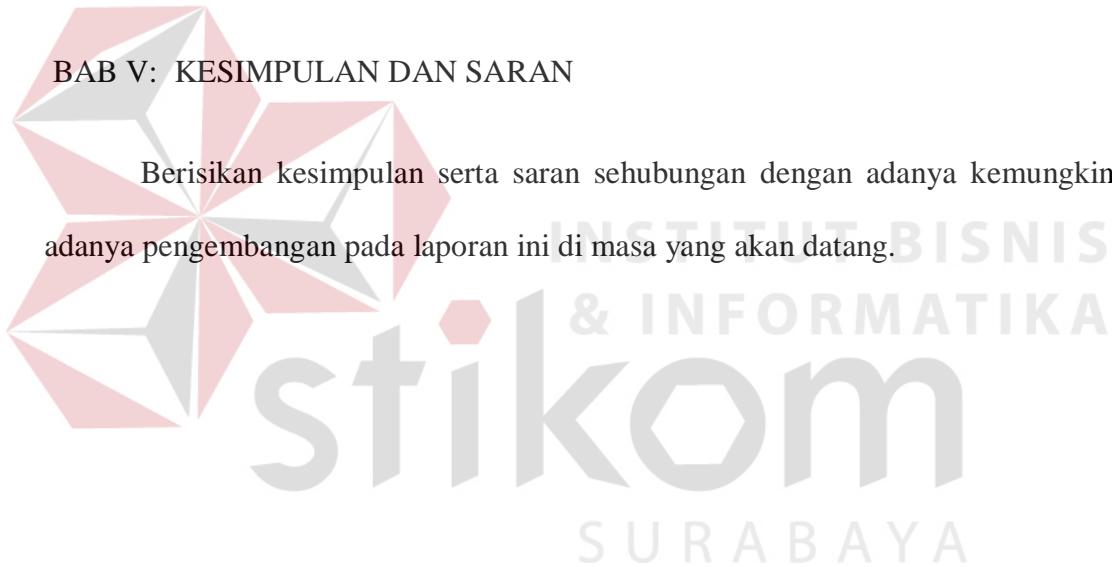 BAB V: KESIMPULAN DAN SARAN
Berisikan kesimpulan serta saran sehubungan dengan adanya kemungkin
adanya pengembangan pada laporan ini di masa yang akan datang.
INSTITUT BISNIS
& INFORMATIKA
stikom
SURABAYA